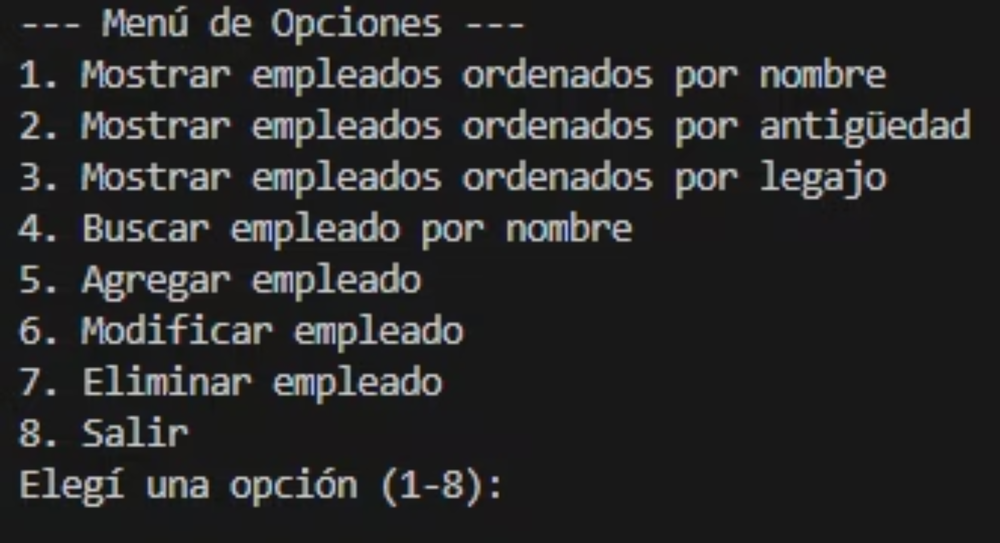 --- Menú de Opciones ---
1. Mostrar empleados ordenados por nombre
2. Mostrar empleados ordenados por antigüedad
3. Mostrar empleados ordenados por legajo
4. Buscar empleado por nombre
5. Agregar empleado
6. Modificar empleado
7. Eliminar empleado
8. Salir
Elegí una opción (1-8):